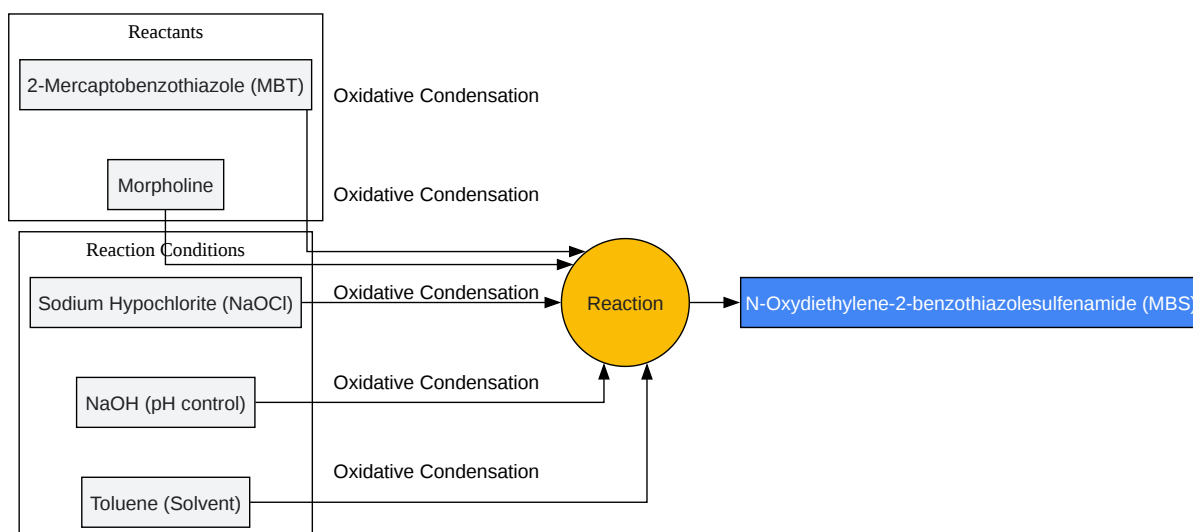 Reactants
2-Mercaptobenzothiazole (MBT)
Oxidative Condensation
Morpholine
Oxidative Condensation
Reaction Conditions
Sodium Hypochlorite (NaOCl)
Oxidative Condensation
Reaction
N-Oxydiethylene-2-benzothiazolesulfenamide (MBS)
NaOH (pH control)
Oxidative Condensation
Toluene (Solvent)
Oxidative Condensation